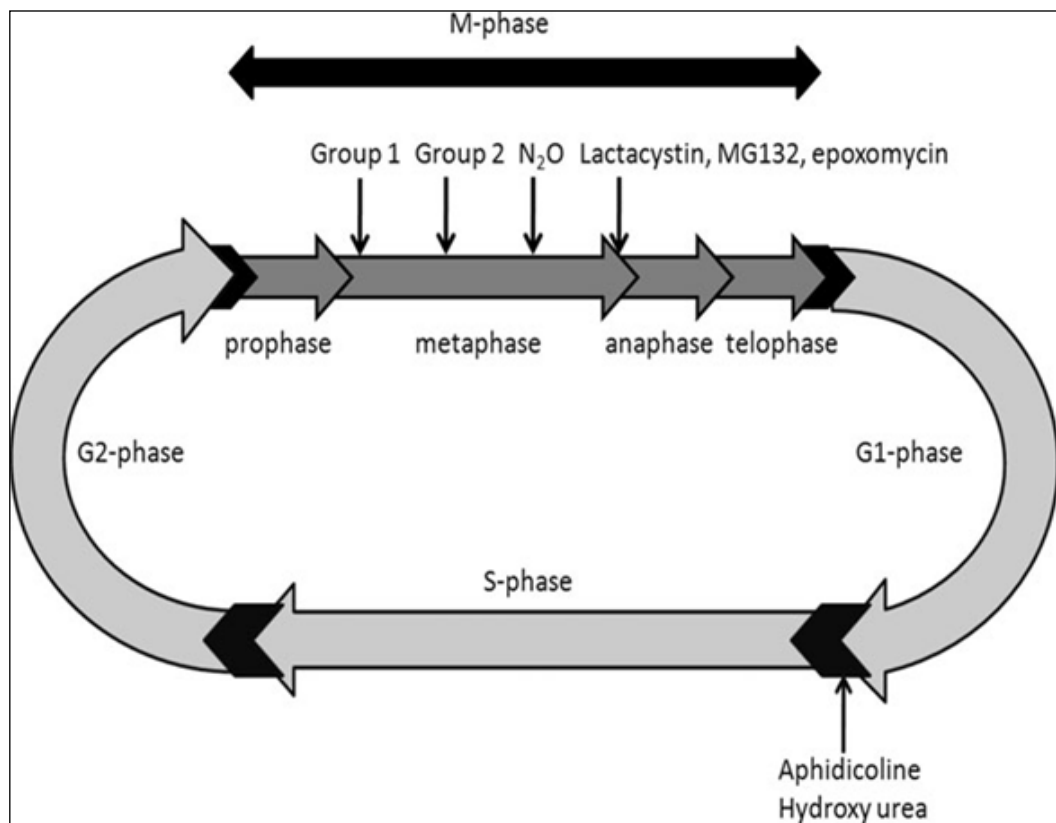 M-phase
Group 1 Group 2 N₂O Lactacystin, MG132, epoxomycin
prophase metaphase anaphase telophase
G2-phase G1-phase
S-phase
Aphidicoline
Hydroxy urea